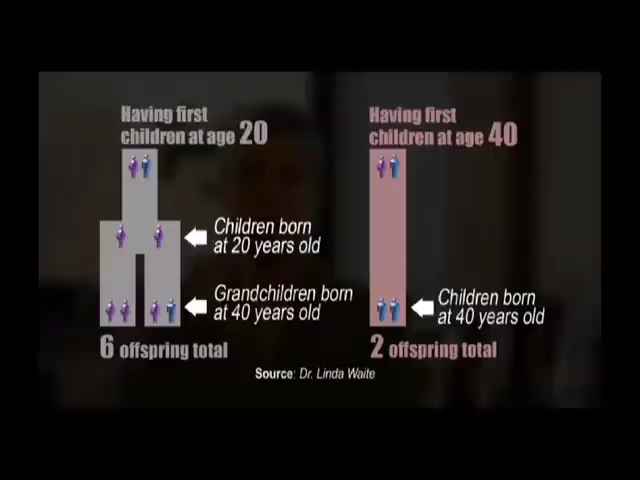 Having first
children at age 20
Children born
at 20 years old
Grandchildren born
at 40 years old
6 offspring total
Having first
children at age 40
Children born
at 40 years old
2 offspring total
Source: Dr. Linda Waite